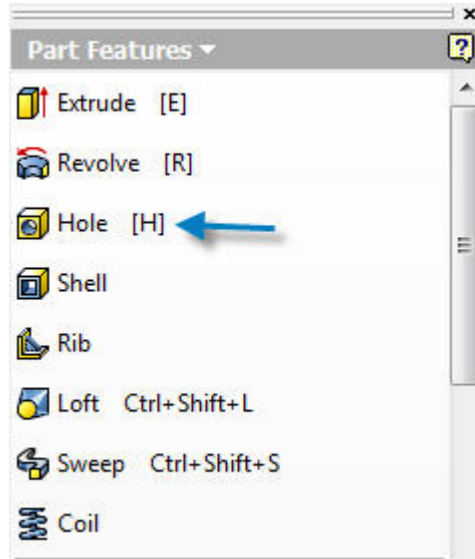 Part Features
Extrude [E]
Revolve [R]
Hole [H]
Shell
Rib
Loft Ctrl+Shift+L
Sweep Ctrl+Shift+S
Coil